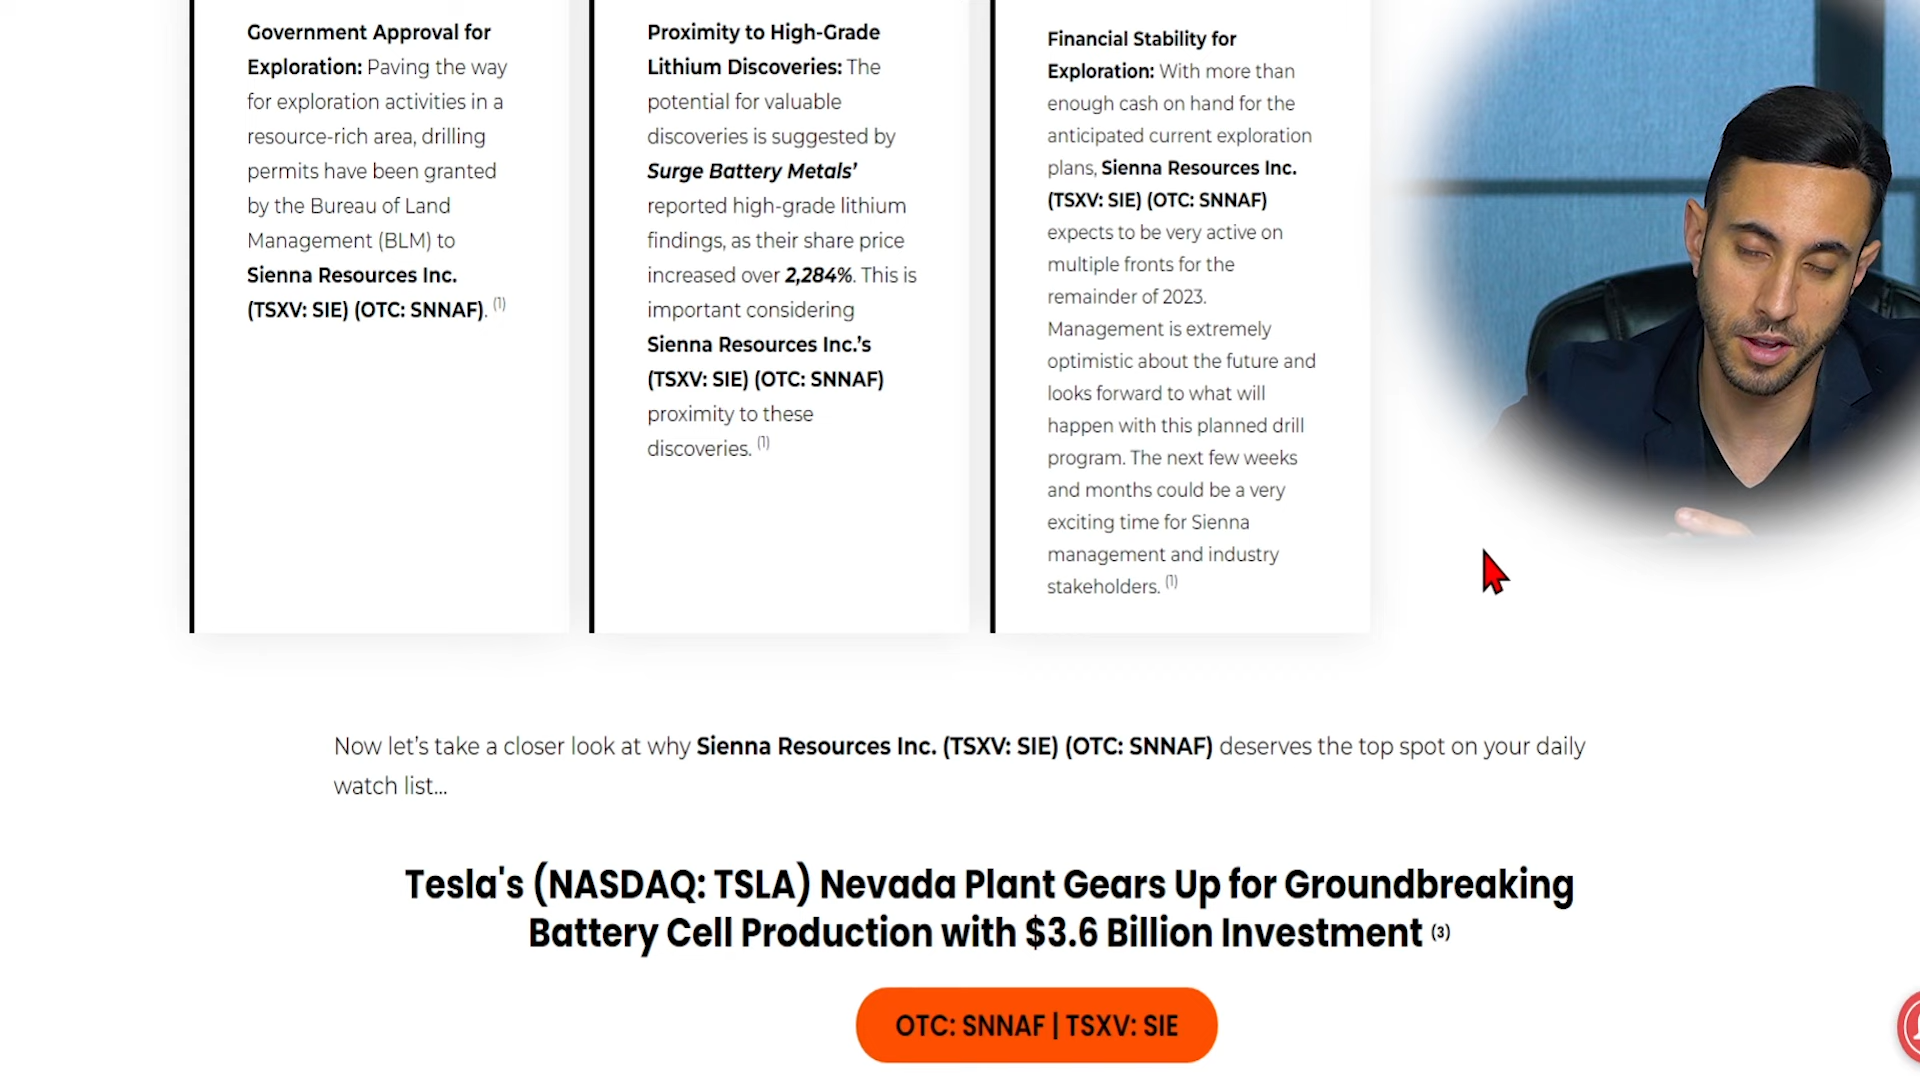 Government Approval for
Exploration: Paving the way
for exploration activities in a
resource-rich area, drilling
permits have been granted
by the Bureau of Land
Management (BLM) to
Sienna Resources Inc.
(TSXV: SIE) (OTC: SNNAF). (1)
Proximity to High-Grade
Lithium Discoveries: The
potential for valuable
discoveries is suggested by
Surge Battery Metals’
reported high-grade lithium
findings, as their share price
increased over 2,284%. This is
important considering
Sienna Resources Inc.’s
(TSXV: SIE) (OTC: SNNAF)
proximity to these
discoveries. (1)
Financial Stability for
Exploration: With more than
enough cash on hand for the
anticipated current exploration
plans, Sienna Resources Inc.
(TSXV: SIE) (OTC: SNNAF)
expects to be very active on
multiple fronts for the
remainder of 2023.
Management is extremely
optimistic about the future and
looks forward to what will
happen with this planned drill
program. The next few weeks
and months could be a very
exciting time for Sienna
management and industry
stakeholders. (1)
Now let’s take a closer look at why Sienna Resources Inc. (TSXV: SIE) (OTC: SNNAF) deserves the top spot on your daily
watch list...
Tesla's (NASDAQ: TSLA) Nevada Plant Gears Up for Groundbreaking
Battery Cell Production with $3.6 Billion Investment (3)
OTC: SNNAF | TSXV: SIE